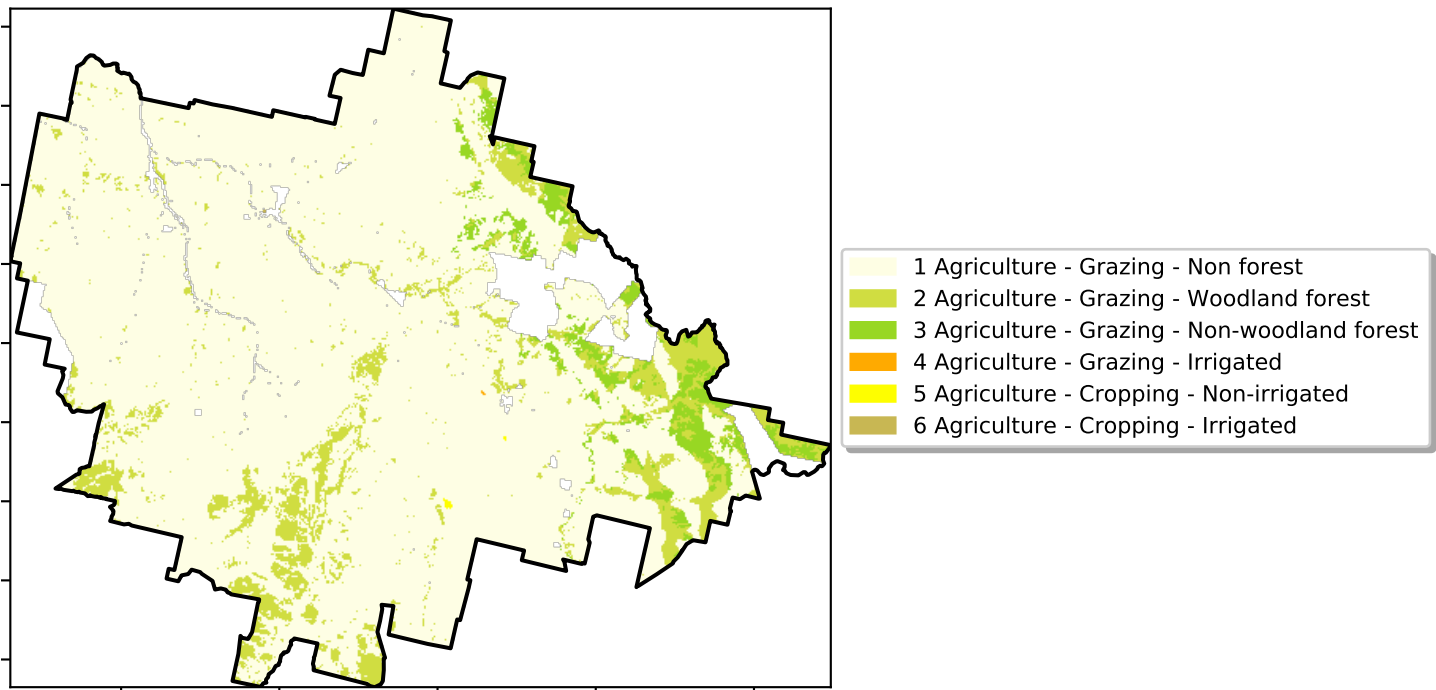 1 Agriculture - Grazing - Non forest
2 Agriculture - Grazing - Woodland forest
3 Agriculture - Grazing - Non-woodland forest
4 Agriculture - Grazing - Irrigated
5 Agriculture - Cropping - Non-irrigated
6 Agriculture - Cropping - Irrigated